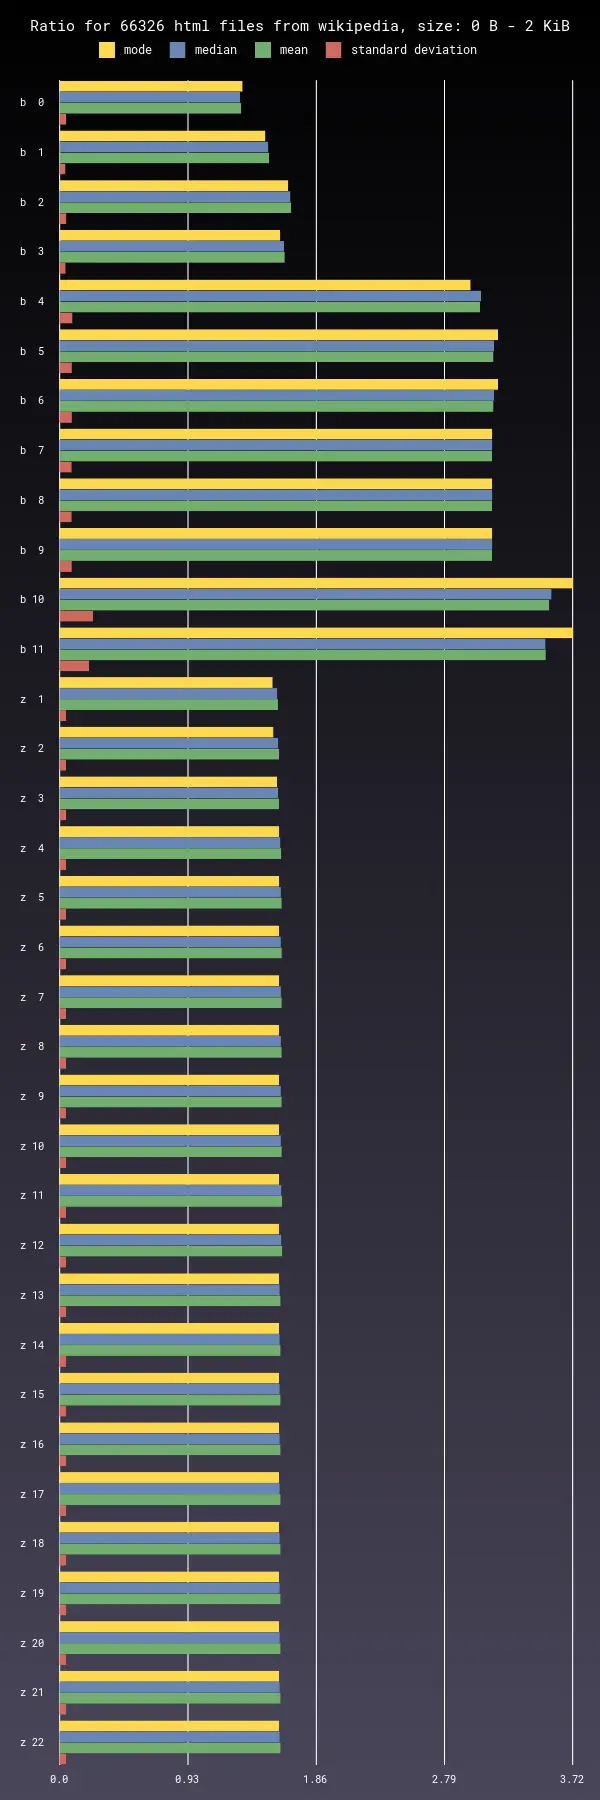 Ratio for 66326 html files from wikipedia, size: 0 B - 2 KiB
mode median mean standard deviation
b 0
b 1
b 2
b 3
b 4
b 5
b 6
b 7
b 8
b 9
b 10
b 11
z 1
z 2
z 3
z 4
z 5
z 6
z 7
z 8
z 9
z 10
z 11
z 12
z 13
z 14
z 15
z 16
z 17
z 18
z 19
z 20
z 21
z 22
0.0 0.93 1.86 2.79 3.72